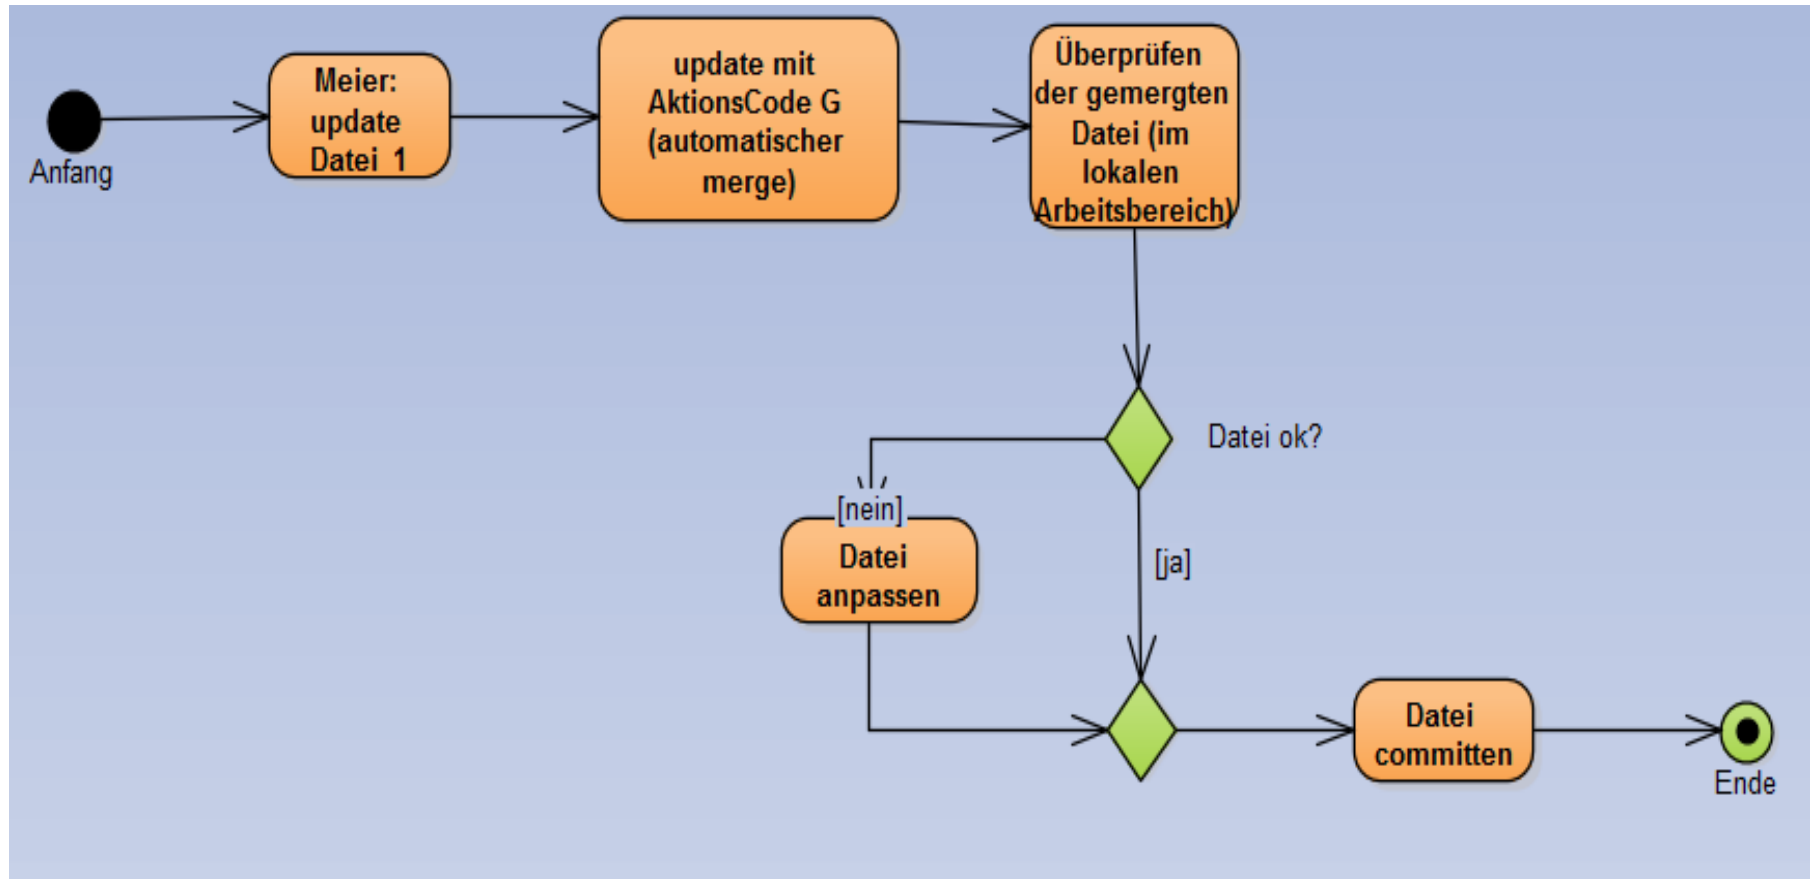 Anfang
Meier:
update
Datei 1
update mit
AktionsCode G
(automatischer
merge)
Überprüfen
der gemergten
Datei (im
lokalen
Arbeitsbereich)
Datei ok?
[nein]
Datei
anpassen
[ja]
Datei
committen
Ende